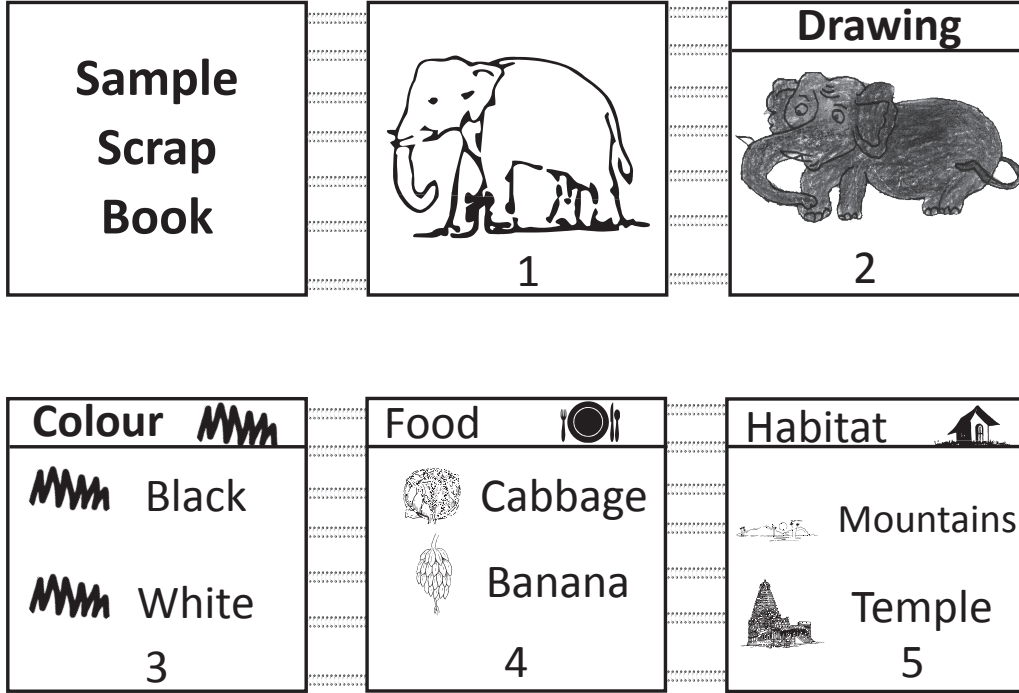 Sample
Scrap
Book
1
Drawing
2
Colour
Black
White
3
Food
Cabbage
Banana
4
Habitat
Mountains
Temple
5